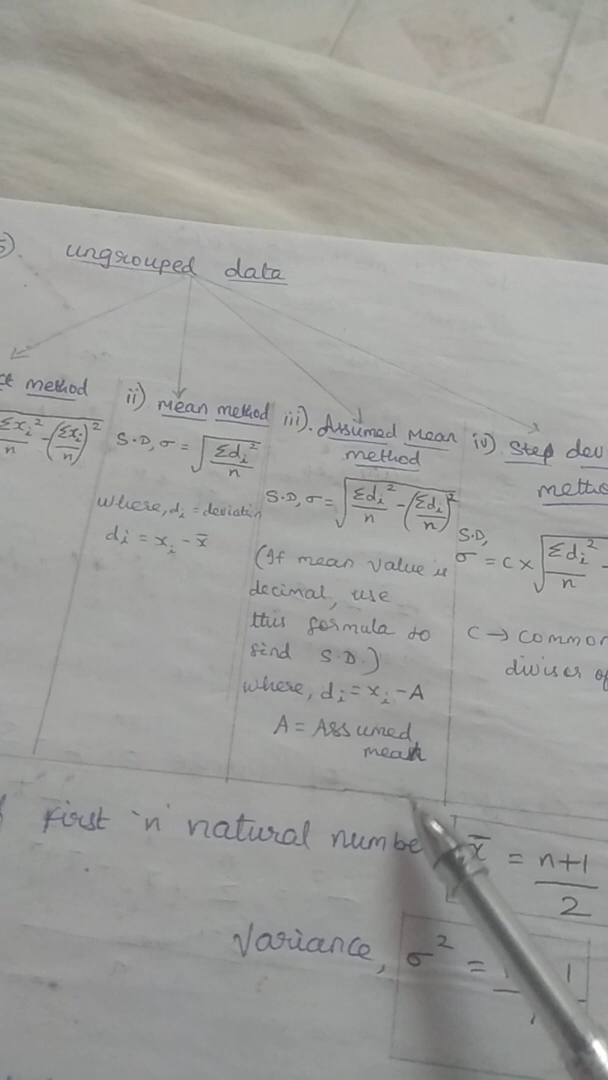 5). ungrouped data
method
Σxᵢ²/n - (Σxᵢ/n)²
ii) Mean method
S.D, σ = √(Σdᵢ²/n)
where, dᵢ = deviation
dᵢ = xᵢ - x̄
iii). Assumed Mean
method
S.D, σ = √(Σdᵢ²/n - (Σdᵢ/n)²)
(If mean value is
decimal, use
this formula to
find S.D.)
where, dᵢ = xᵢ - A
A = Assumed
mean
iv) Step dev
metho
S.D,
σ = C × √(Σdᵢ²/n -
C → Common
divisor of
First 'n' natural numbe x̄ = n+1/2
Variance, σ² =